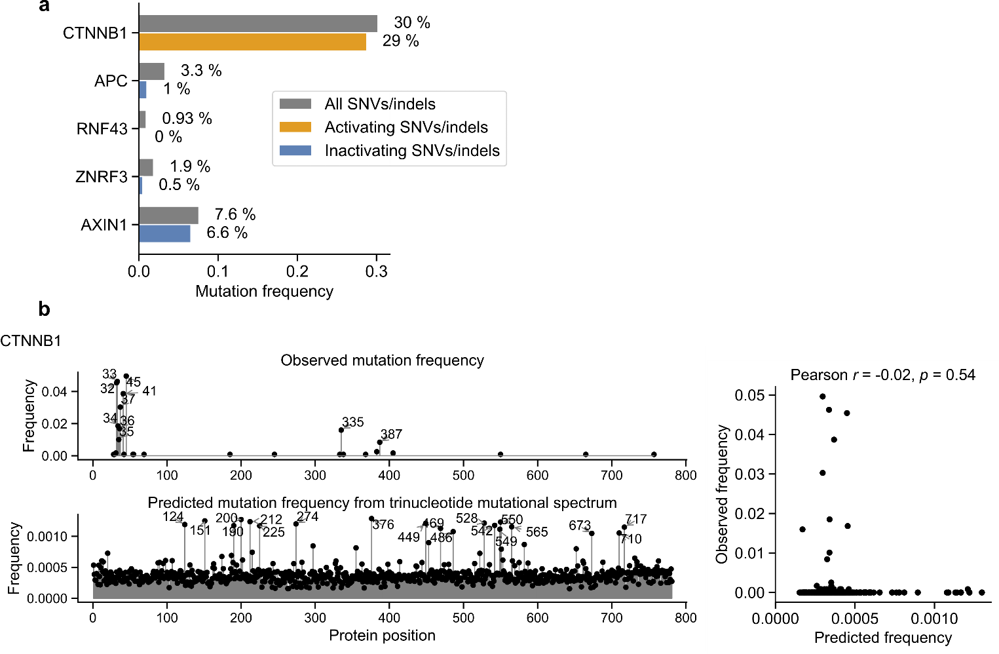 a
CTNNB1
30 %
29 %
APC
3.3 %
1 %
RNF43
0.93 %
0 %
ZNRF3
1.9 %
0.5 %
AXIN1
7.6 %
6.6 %
All SNVs/indels
Activating SNVs/indels
Inactivating SNVs/indels
0.0 0.1 0.2 0.3
Mutation frequency
b
CTNNB1
Observed mutation frequency
Frequency
0.04
0.02
0.00
33
32
45
41
37
34
36
35
335
387
0 100 200 300 400 500 600 700 800
Predicted mutation frequency from trinucleotide mutational spectrum
Frequency
0.0010
0.0005
0.0000
124
151
200
190
212
225
274
376
449
469
486
528
542
550
549
565
673
717
710
0 100 200 300 400 500 600 700 800
Protein position
Pearson r = -0.02, p = 0.54
Observed frequency
0.05
0.04
0.03
0.02
0.01
0.00
0.0000 0.0005 0.0010
Predicted frequency